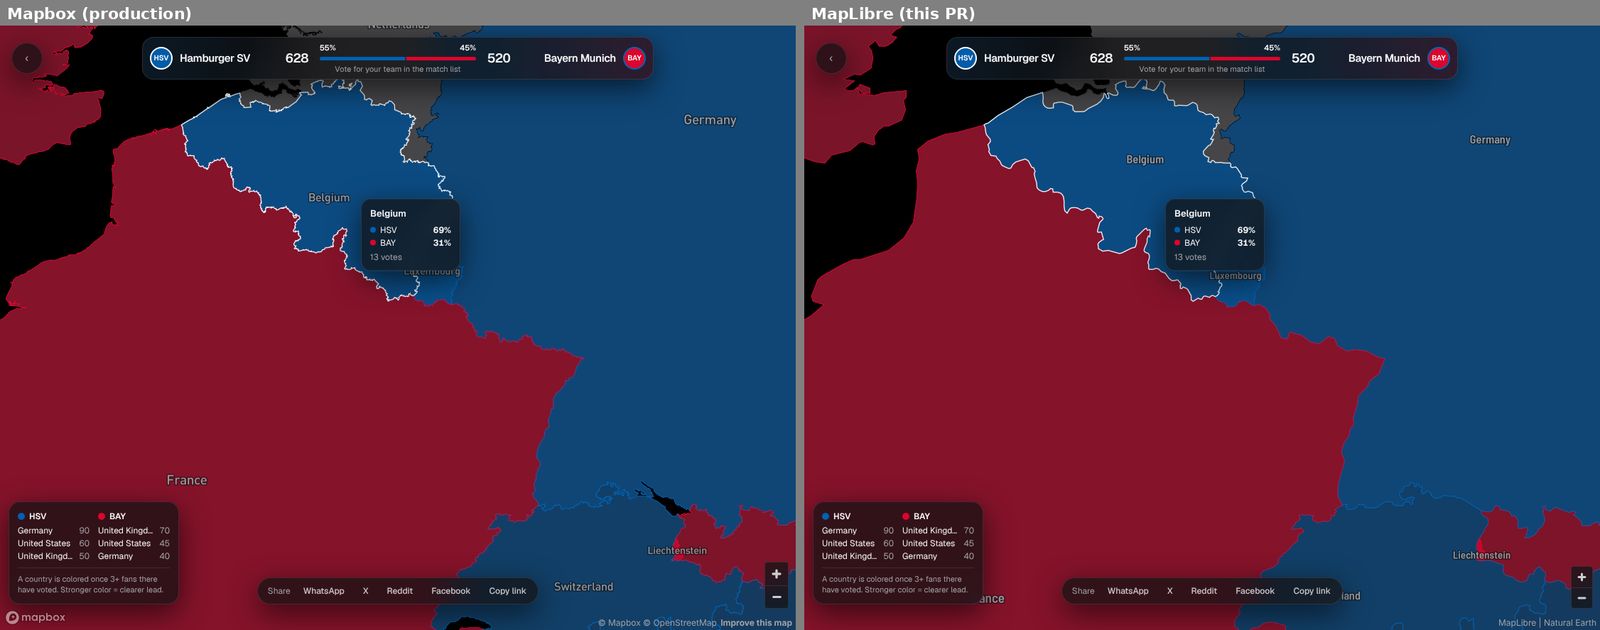 Mapbox (production)
Netherlands
‹
HSV Hamburger SV 628 55% 45% 520 Bayern Munich BAY
Vote for your team in the match list
Germany
Belgium
Belgium
HSV 69%
BAY 31%
13 votes
Luxembourg
France
HSV BAY
Germany 90 United Kingd... 70
United States 60 United States 45
United Kingd... 50 Germany 40
A country is colored once 3+ fans there
have voted. Stronger color = clearer lead.
Liechtenstein
Switzerland
Share WhatsApp X Reddit Facebook Copy link
+
−
mapbox
© Mapbox © OpenStreetMap Improve this map
MapLibre (this PR)
‹
HSV Hamburger SV 628 55% 45% 520 Bayern Munich BAY
Vote for your team in the match list
Germany
Belgium
Belgium
HSV 69%
BAY 31%
13 votes
Luxembourg
HSV BAY
Germany 90 United Kingd... 70
United States 60 United States 45
United Kingd... 50 Germany 40
A country is colored once 3+ fans there
have voted. Stronger color = clearer lead.
ance
Liechtenstein
Share WhatsApp X Reddit Facebook Copy link
land
+
−
MapLibre | Natural Earth